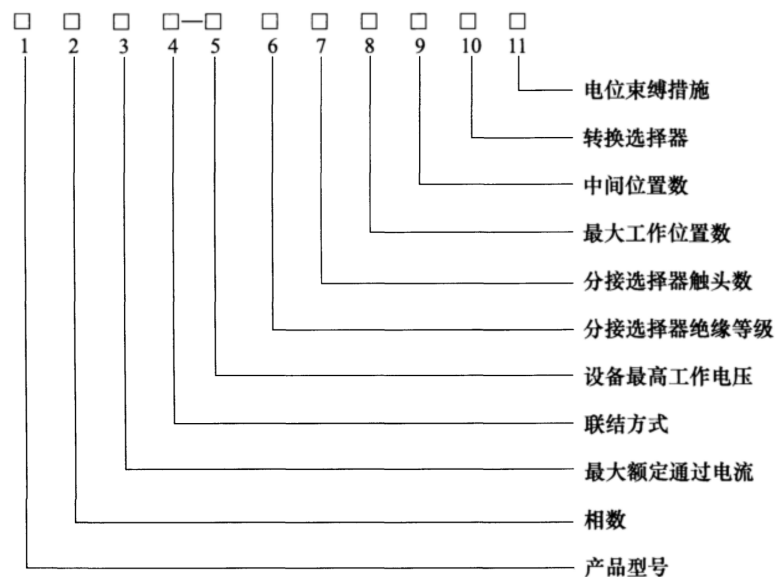 □ □ □ □—□ □ □ □ □ □ □
1 2 3 4 5 6 7 8 9 10 11
电位束缚措施
转换选择器
中间位置数
最大工作位置数
分接选择器触头数
分接选择器绝缘等级
设备最高工作电压
联结方式
最大额定通过电流
相数
产品型号